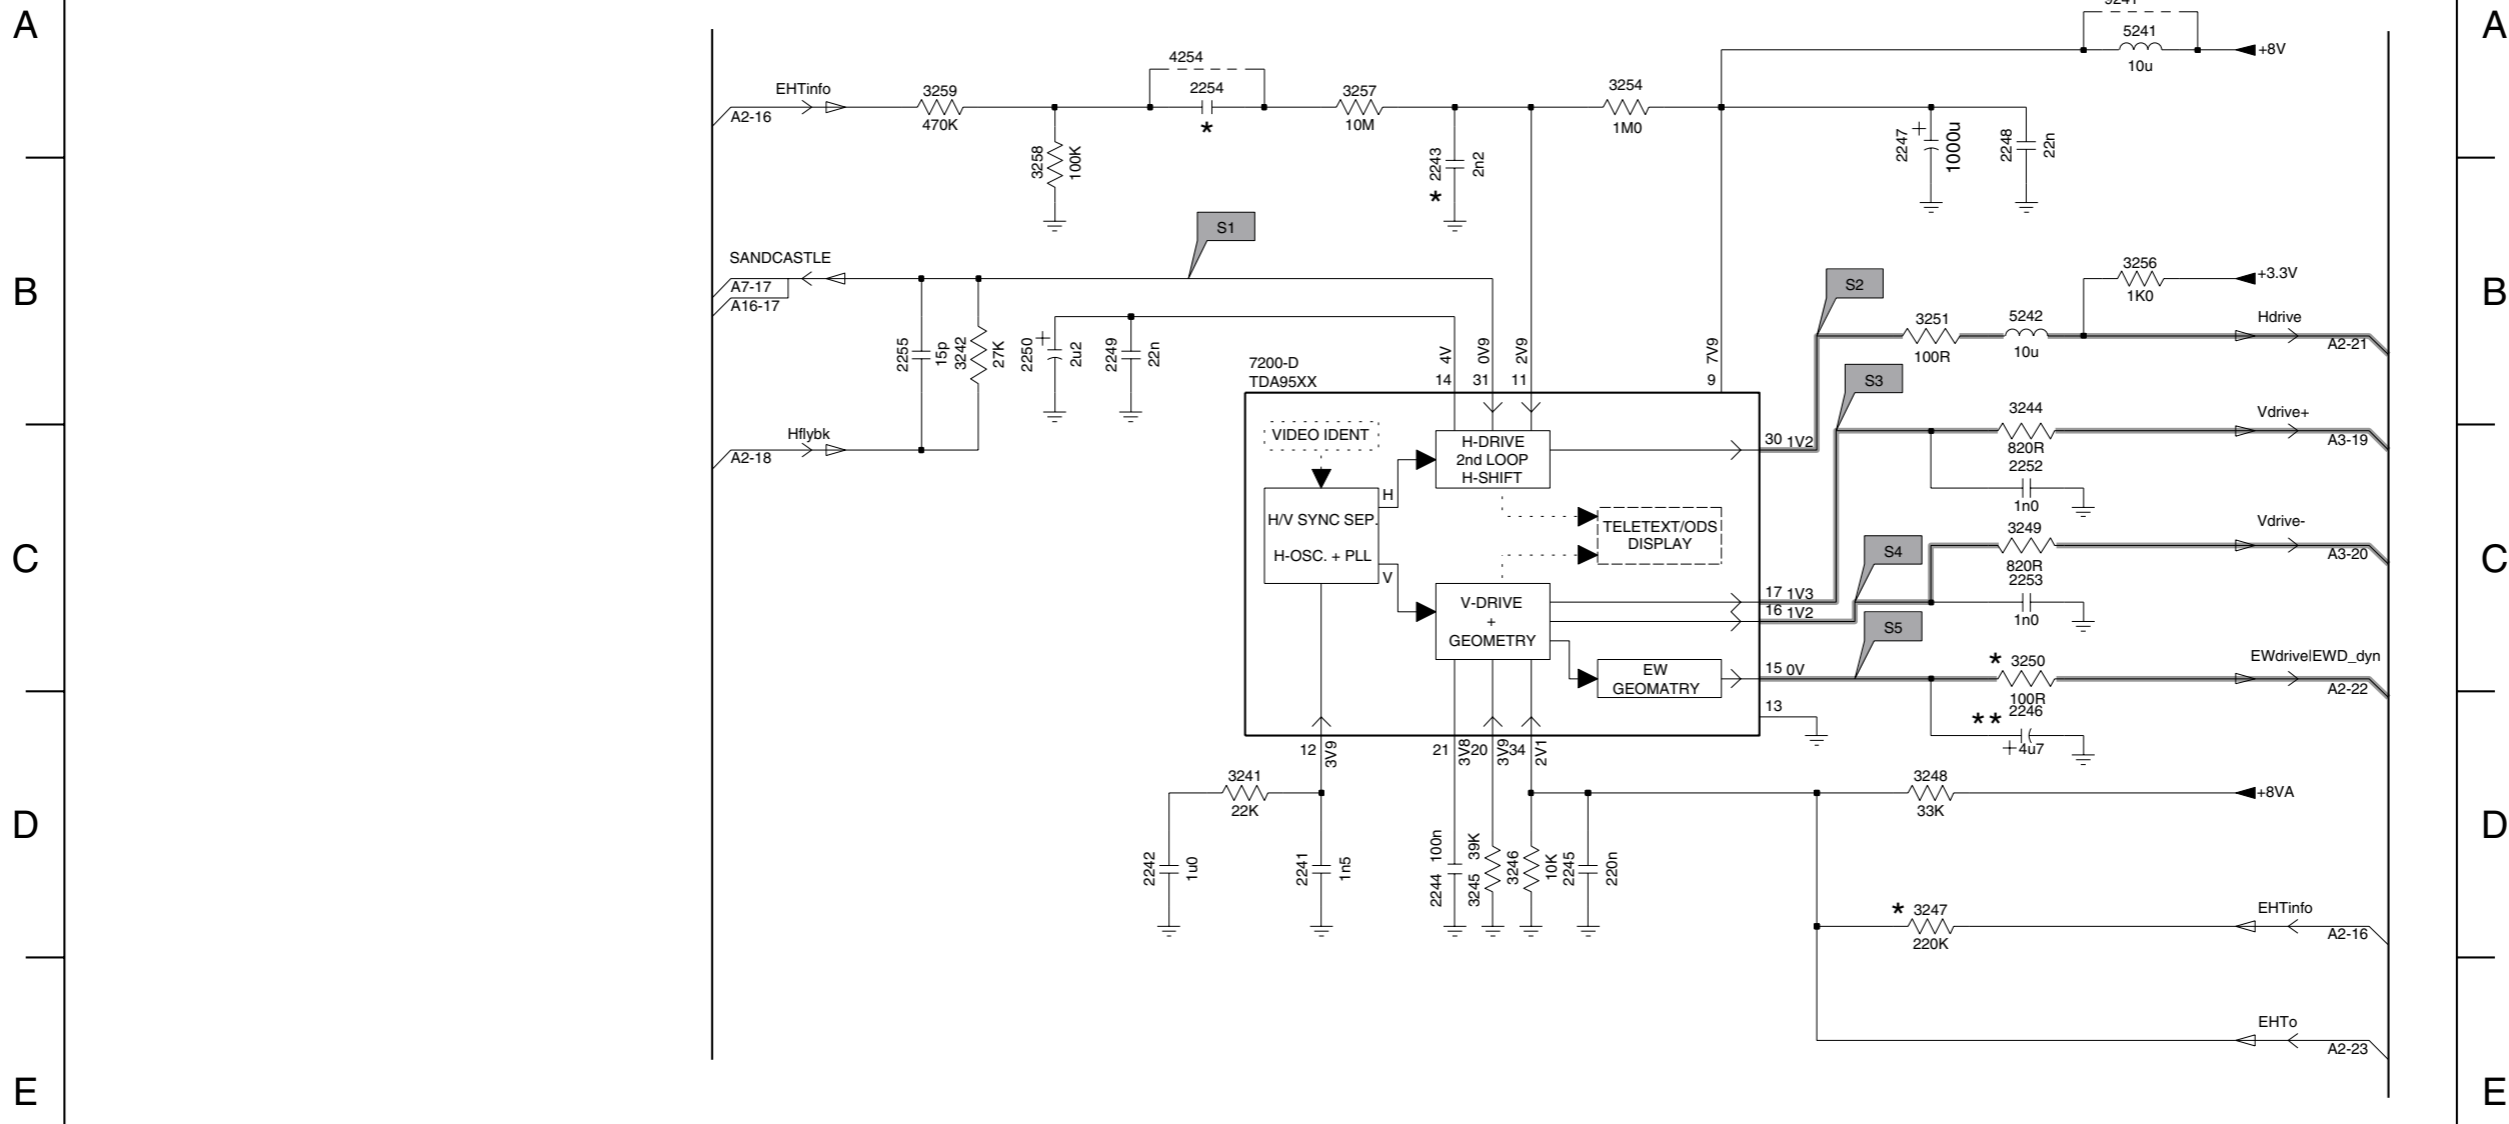 A
A
9241
5241
10u
+8V
EHTinfo
A2-16
3259
470K
4254
2254
*
3257
10M
3254
1M0
3258
100K
2243
2n2
*
2247
+
1000u
2248
22n
S1
B
B
SANDCASTLE
A7-17
A16-17
2255
15p
3242
27K
2250
+
2u2
2249
22n
4V
0V9
2V9
7V9
14
31
11
9
7200-D
TDA95XX
S2
3256
1K0
+3.3V
3251
100R
5242
10u
Hdrive
A2-21
S3
3244
820R
Vdrive+
A3-19
Hflybk
A2-18
VIDEO IDENT
H-DRIVE
2nd LOOP
H-SHIFT
30 1V2
2252
1n0
C
C
H
H/V SYNC SEP.
H-OSC. + PLL
V
TELETEXT/ODS
DISPLAY
S4
3249
820R
Vdrive-
A3-20
2253
1n0
V-DRIVE
+
GEOMETRY
17 1V3
16 1V2
S5
EW
GEOMATRY
15 0V
*
3250
100R
EWdrive|EWD_dyn
A2-22
13
**
2246
+4u7
12
3V9
21
3V8
20
3V9
34
2V1
3241
22K
3248
33K
+8VA
D
D
2242
1u0
2241
1n5
2244
100n
3245
39K
3246
10K
2245
220n
*
3247
220K
EHTinfo
A2-16
EHTo
A2-23
E
E